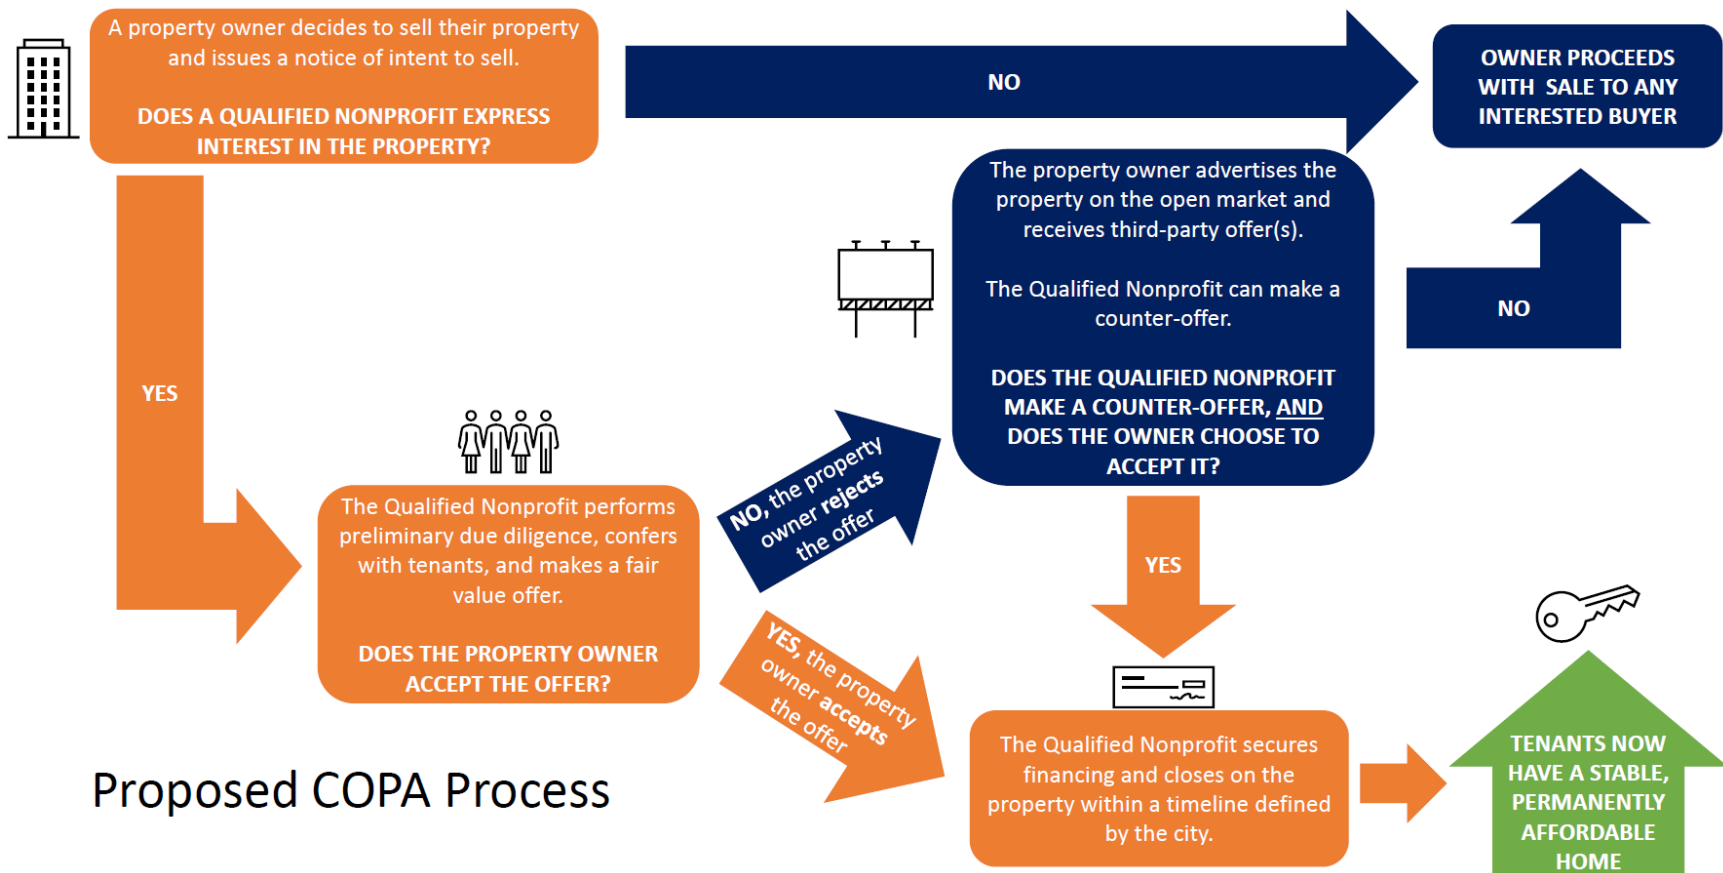 A property owner decides to sell their property
and issues a notice of intent to sell.
DOES A QUALIFIED NONPROFIT EXPRESS
INTEREST IN THE PROPERTY?
NO
OWNER PROCEEDS
WITH SALE TO ANY
INTERESTED BUYER
The property owner advertises the
property on the open market and
receives third-party offer(s).
The Qualified Nonprofit can make a
counter-offer.
DOES THE QUALIFIED NONPROFIT
MAKE A COUNTER-OFFER, AND
DOES THE OWNER CHOOSE TO
ACCEPT IT?
NO
YES
The Qualified Nonprofit performs
preliminary due diligence, confers
with tenants, and makes a fair
value offer.
DOES THE PROPERTY OWNER
ACCEPT THE OFFER?
NO, the property
owner rejects
the offer
YES, the property
owner accepts
the offer
YES
The Qualified Nonprofit secures
financing and closes on the
property within a timeline defined
by the city.
TENANTS NOW
HAVE A STABLE,
PERMANENTLY
AFFORDABLE
HOME
Proposed COPA Process